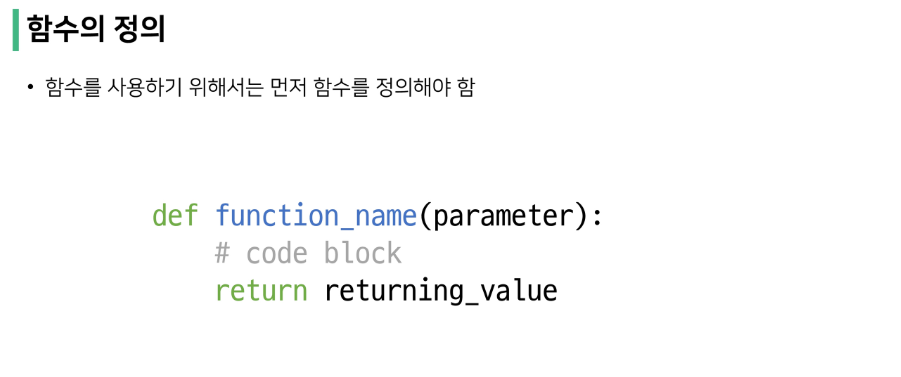 함수의 정의
• 함수를 사용하기 위해서는 먼저 함수를 정의해야 함
def function_name(parameter):
    # code block
    return returning_value